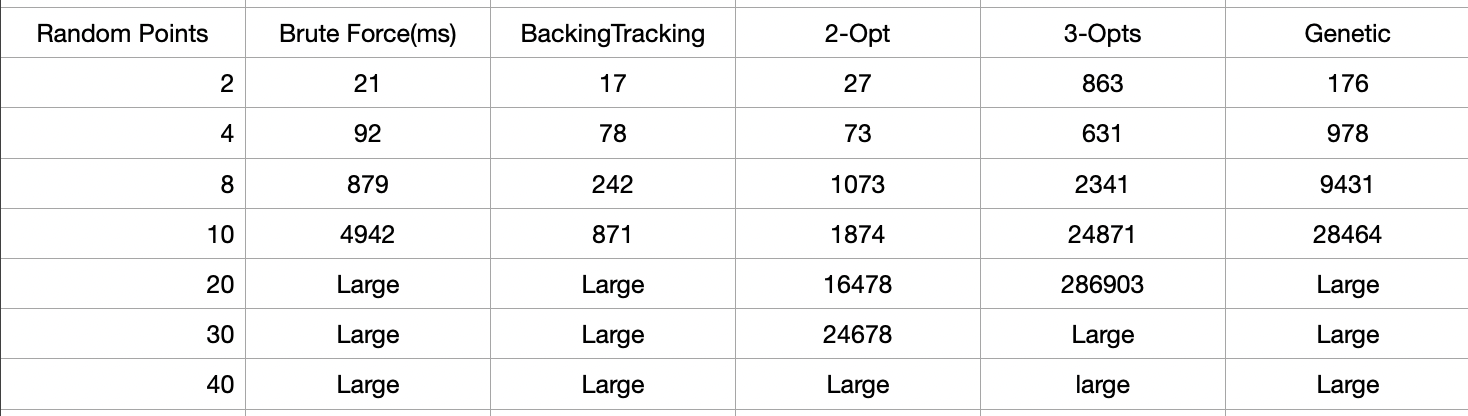 Random Points Brute Force(ms) BackingTracking 2-Opt 3-Opts Genetic
2 21 17 27 863 176
4 92 78 73 631 978
8 879 242 1073 2341 9431
10 4942 871 1874 24871 28464
20 Large Large 16478 286903 Large
30 Large Large 24678 Large Large
40 Large Large Large large Large